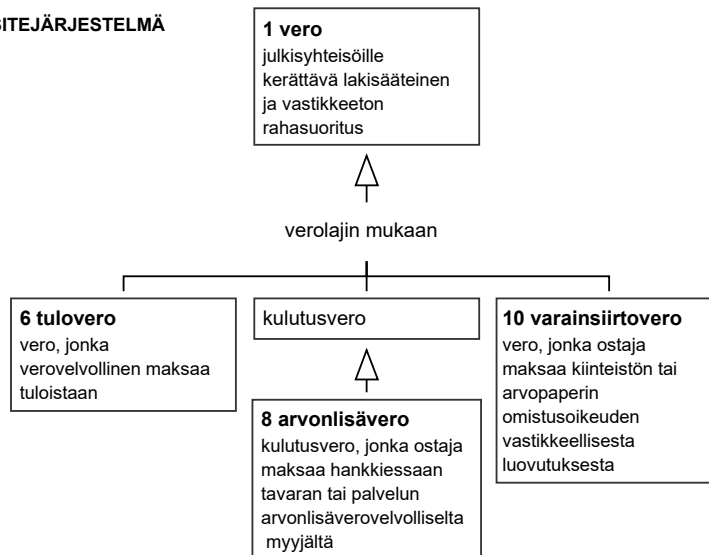 SITEJÄRJESTELMÄ
1 vero
julkisyhteisöille
kerättävä lakisääteinen
ja vastikkeeton
rahasuoritus
verolajin mukaan
6 tulovero
vero, jonka
verovelvollinen maksaa
tuloistaan
kulutusvero
10 varainsiirtovero
vero, jonka ostaja
maksaa kiinteistön tai
arvopaperin
omistusoikeuden
vastikkeellisesta
luovutuksesta
8 arvonlisävero
kulutusvero, jonka ostaja
maksaa hankkiessaan
tavaran tai palvelun
arvonlisäverovelvolliselta
myyjältä